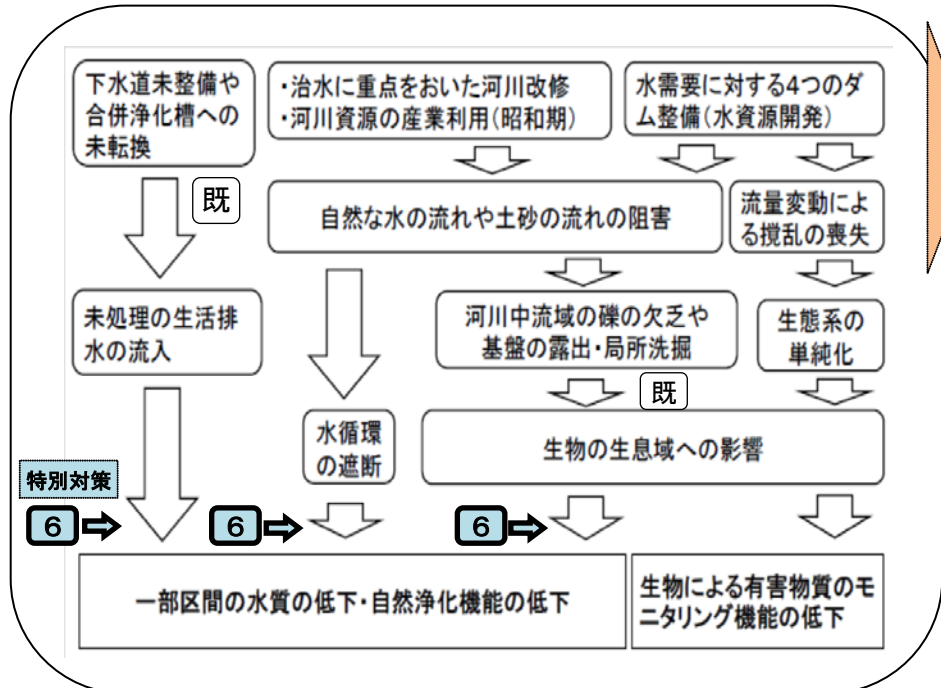 下水道未整備や
合併浄化槽への
未転換
・治水に重点をおいた河川改修
・河川資源の産業利用(昭和期)
水需要に対する4つのダ
ム整備(水資源開発)
既
自然な水の流れや土砂の流れの阻害
流量変動によ
る撹乱の喪失
未処理の生活排
水の流入
河川中流域の礫の欠乏や
基盤の露出・局所洗掘
生態系の
単純化
既
水循環
の遮断
生物の生息域への影響
特別対策
6
6
6
一部区間の水質の低下・自然浄化機能の低下
生物による有害物質のモ
ニタリング機能の低下